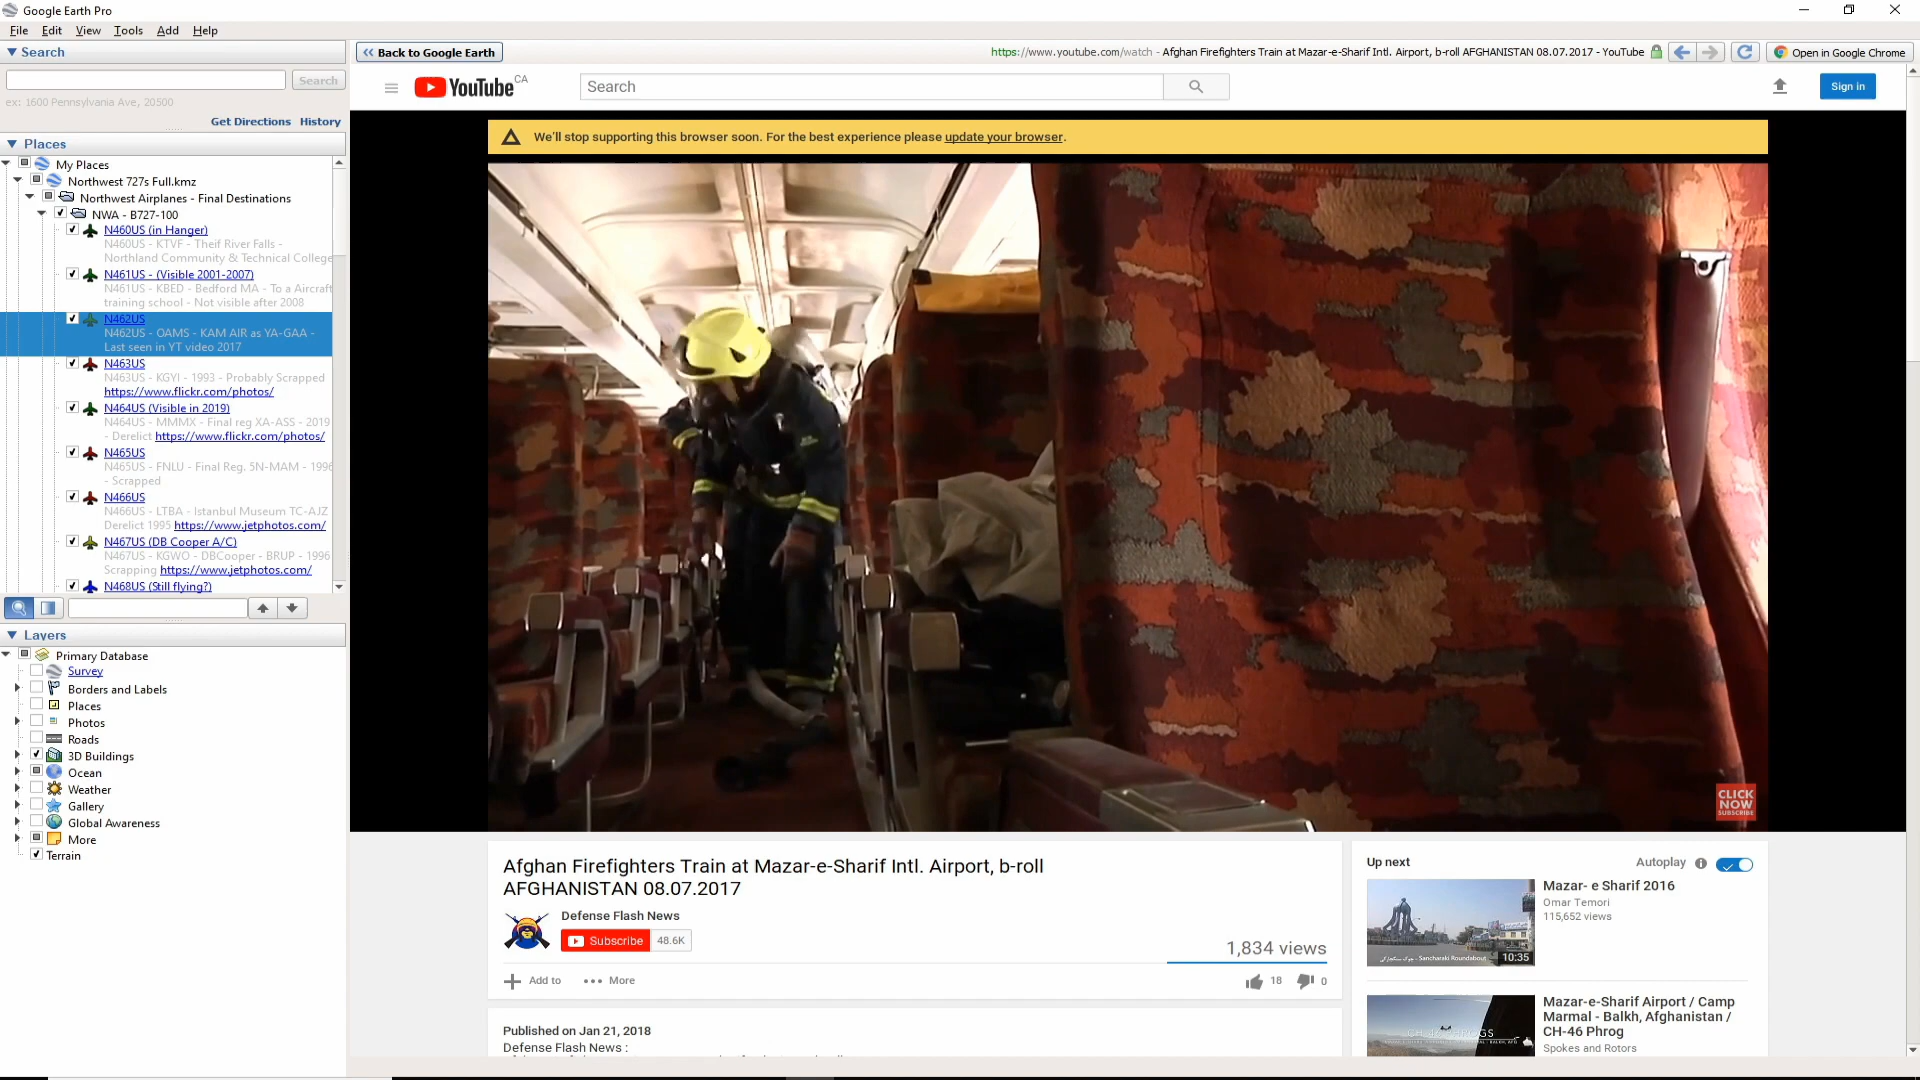 Google Earth Pro
File Edit View Tools Add Help
Search
Search
ex: 1600 Pennsylvania Ave, 20500
Get Directions History
Places
My Places
Northwest 727s Full.kmz
Northwest Airplanes - Final Destinations
NWA - B727-100
N460US (in Hanger)
N460US - KTVF - Theif River Falls -
Northland Community & Technical College
N461US - (Visible 2001-2007)
N461US - KBED - Bedford MA - To a Aircraft
training school - Not visible after 2008
N462US
N462US - OAMS - KAM AIR as YA-GAA -
Last seen in YT video 2017
N463US
N463US - KGYI - 1993 - Probably Scrapped
https://www.flickr.com/photos/
N464US (Visible in 2019)
N464US - MMMX - Final reg XA-ASS - 2019
- Derelict https://www.flickr.com/photos/
N465US
N465US - FNLU - Final Reg. 5N-MAM - 1996
- Scrapped
N466US
N466US - LTBA - Istanbul Museum TC-AJZ
Derelict 1995 https://www.jetphotos.com/
N467US (DB Cooper A/C)
N467US - KGWO - DBCooper - BRUP - 1996
Scrapping https://www.jetphotos.com/
N468US (Still flying?)
Layers
Primary Database
Survey
Borders and Labels
Places
Photos
Roads
3D Buildings
Ocean
Weather
Gallery
Global Awareness
More
Terrain
<< Back to Google Earth
https://www.youtube.com/watch - Afghan Firefighters Train at Mazar-e-Sharif Intl. Airport, b-roll AFGHANISTAN 08.07.2017 - YouTube
Open in Google Chrome
YouTube CA
Search
Sign in
We'll stop supporting this browser soon. For the best experience please update your browser.
CLICK
NOW
SUBSCRIBE
Afghan Firefighters Train at Mazar-e-Sharif Intl. Airport, b-roll
AFGHANISTAN 08.07.2017
Defense Flash News
Subscribe 48.6K
1,834 views
Add to More
18 0
Published on Jan 21, 2018
Defense Flash News :
Up next
Autoplay
Mazar- e Sharif 2016
Omar Temori
115,652 views
Sancharaki Roundabout
10:35
Mazar-e-Sharif Airport / Camp
Marmal - Balkh, Afghanistan /
CH-46 Phrog
Spokes and Rotors
CH-46 PHROGS